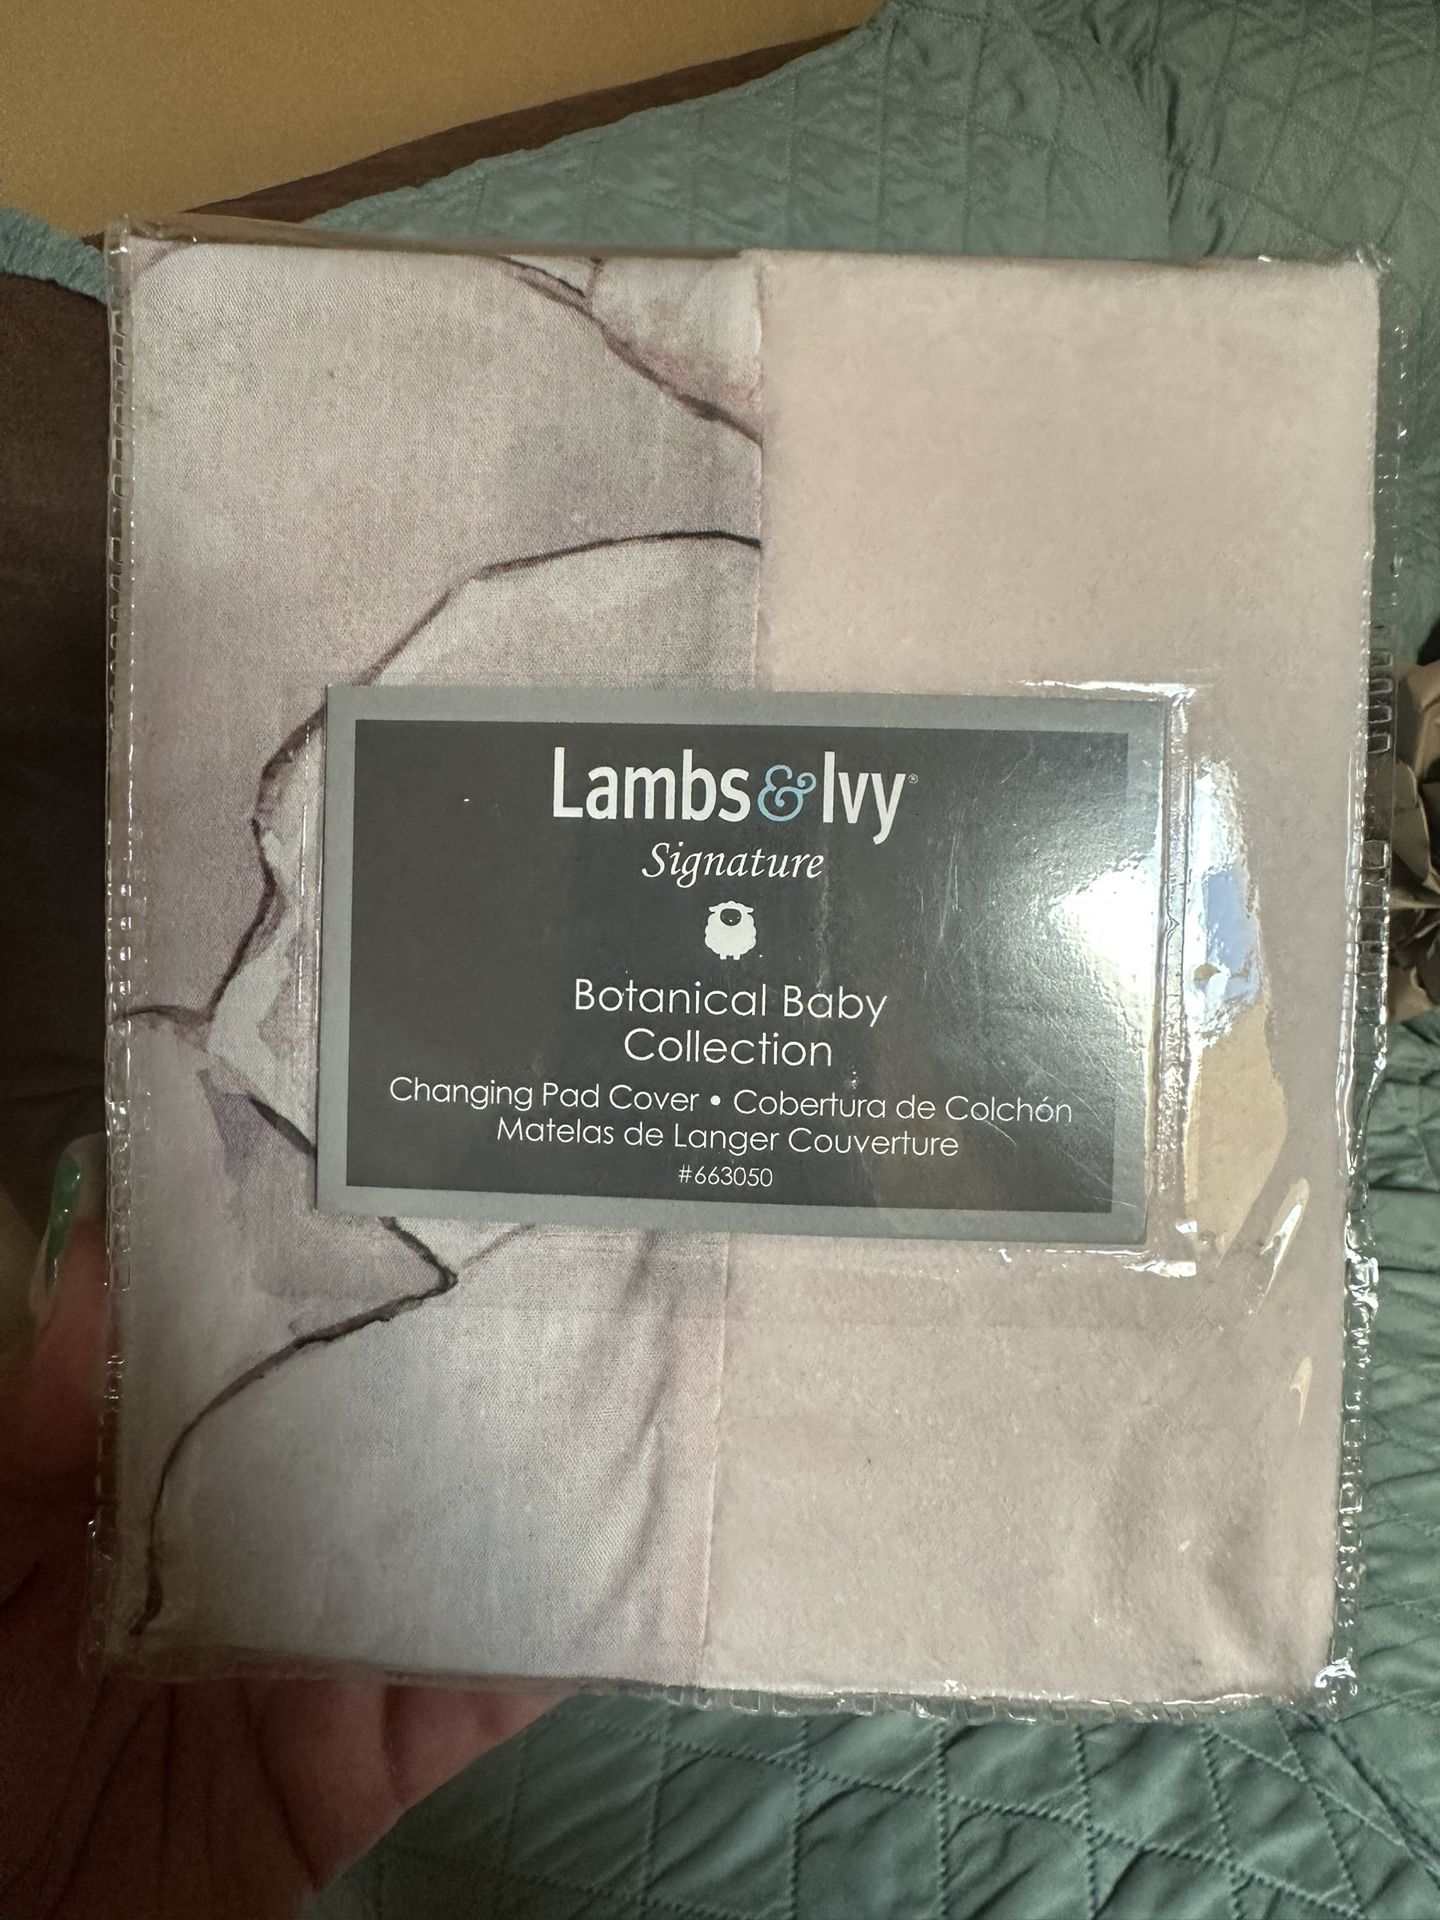 Lambs&Ivy®
Signature
Botanical Baby
Collection
Changing Pad Cover • Cobertura de Colchón
Matelas de Langer Couverture
#663050